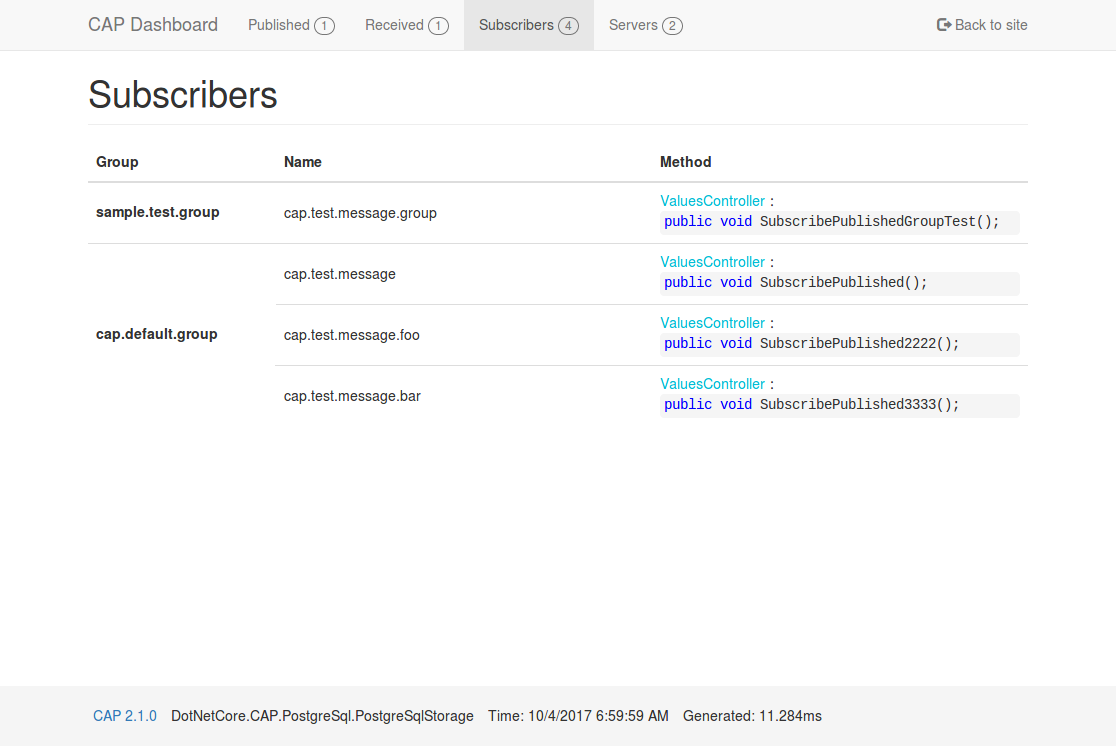 CAP Dashboard Published 1 Received 1 Subscribers 4 Servers 2 Back to site
Subscribers
Group Name Method
sample.test.group cap.test.message.group ValuesController :
public void SubscribePublishedGroupTest();
cap.test.message ValuesController :
public void SubscribePublished();
cap.default.group cap.test.message.foo ValuesController :
public void SubscribePublished2222();
cap.test.message.bar ValuesController :
public void SubscribePublished3333();
CAP 2.1.0 DotNetCore.CAP.PostgreSql.PostgreSqlStorage Time: 10/4/2017 6:59:59 AM Generated: 11.284ms